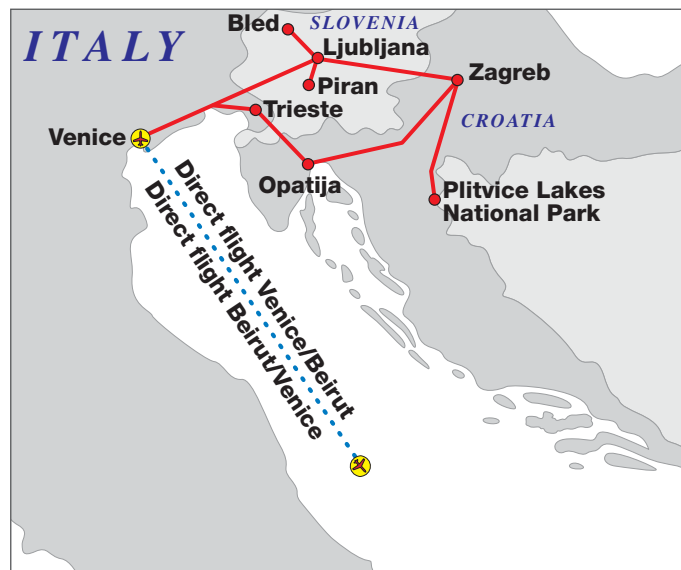 ITALY
SLOVENIA
Bled
Ljubljana
Zagreb
Piran
Trieste
CROATIA
Venice
Opatija
Plitvice Lakes
National Park
Direct flight Venice/Beirut
Direct flight Beirut/Venice